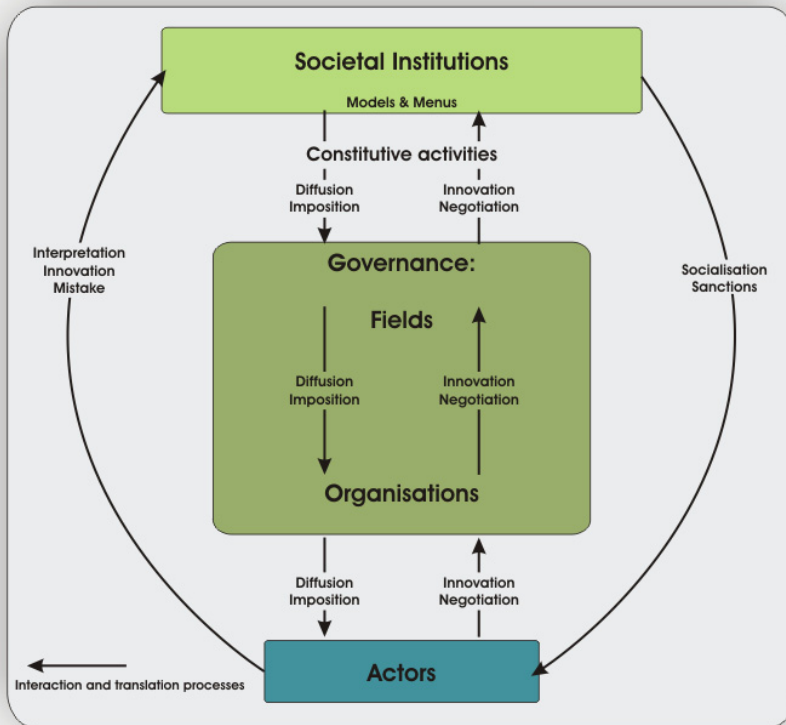 Societal Institutions
Models & Menus
Constitutive activities
Diffusion
Imposition
Innovation
Negotiation
Governance:
Interpretation
Innovation
Mistake
Socialisation
Sanctions
Fields
Diffusion
Imposition
Innovation
Negotiation
Organisations
Diffusion
Imposition
Innovation
Negotiation
Actors
Interaction and translation processes